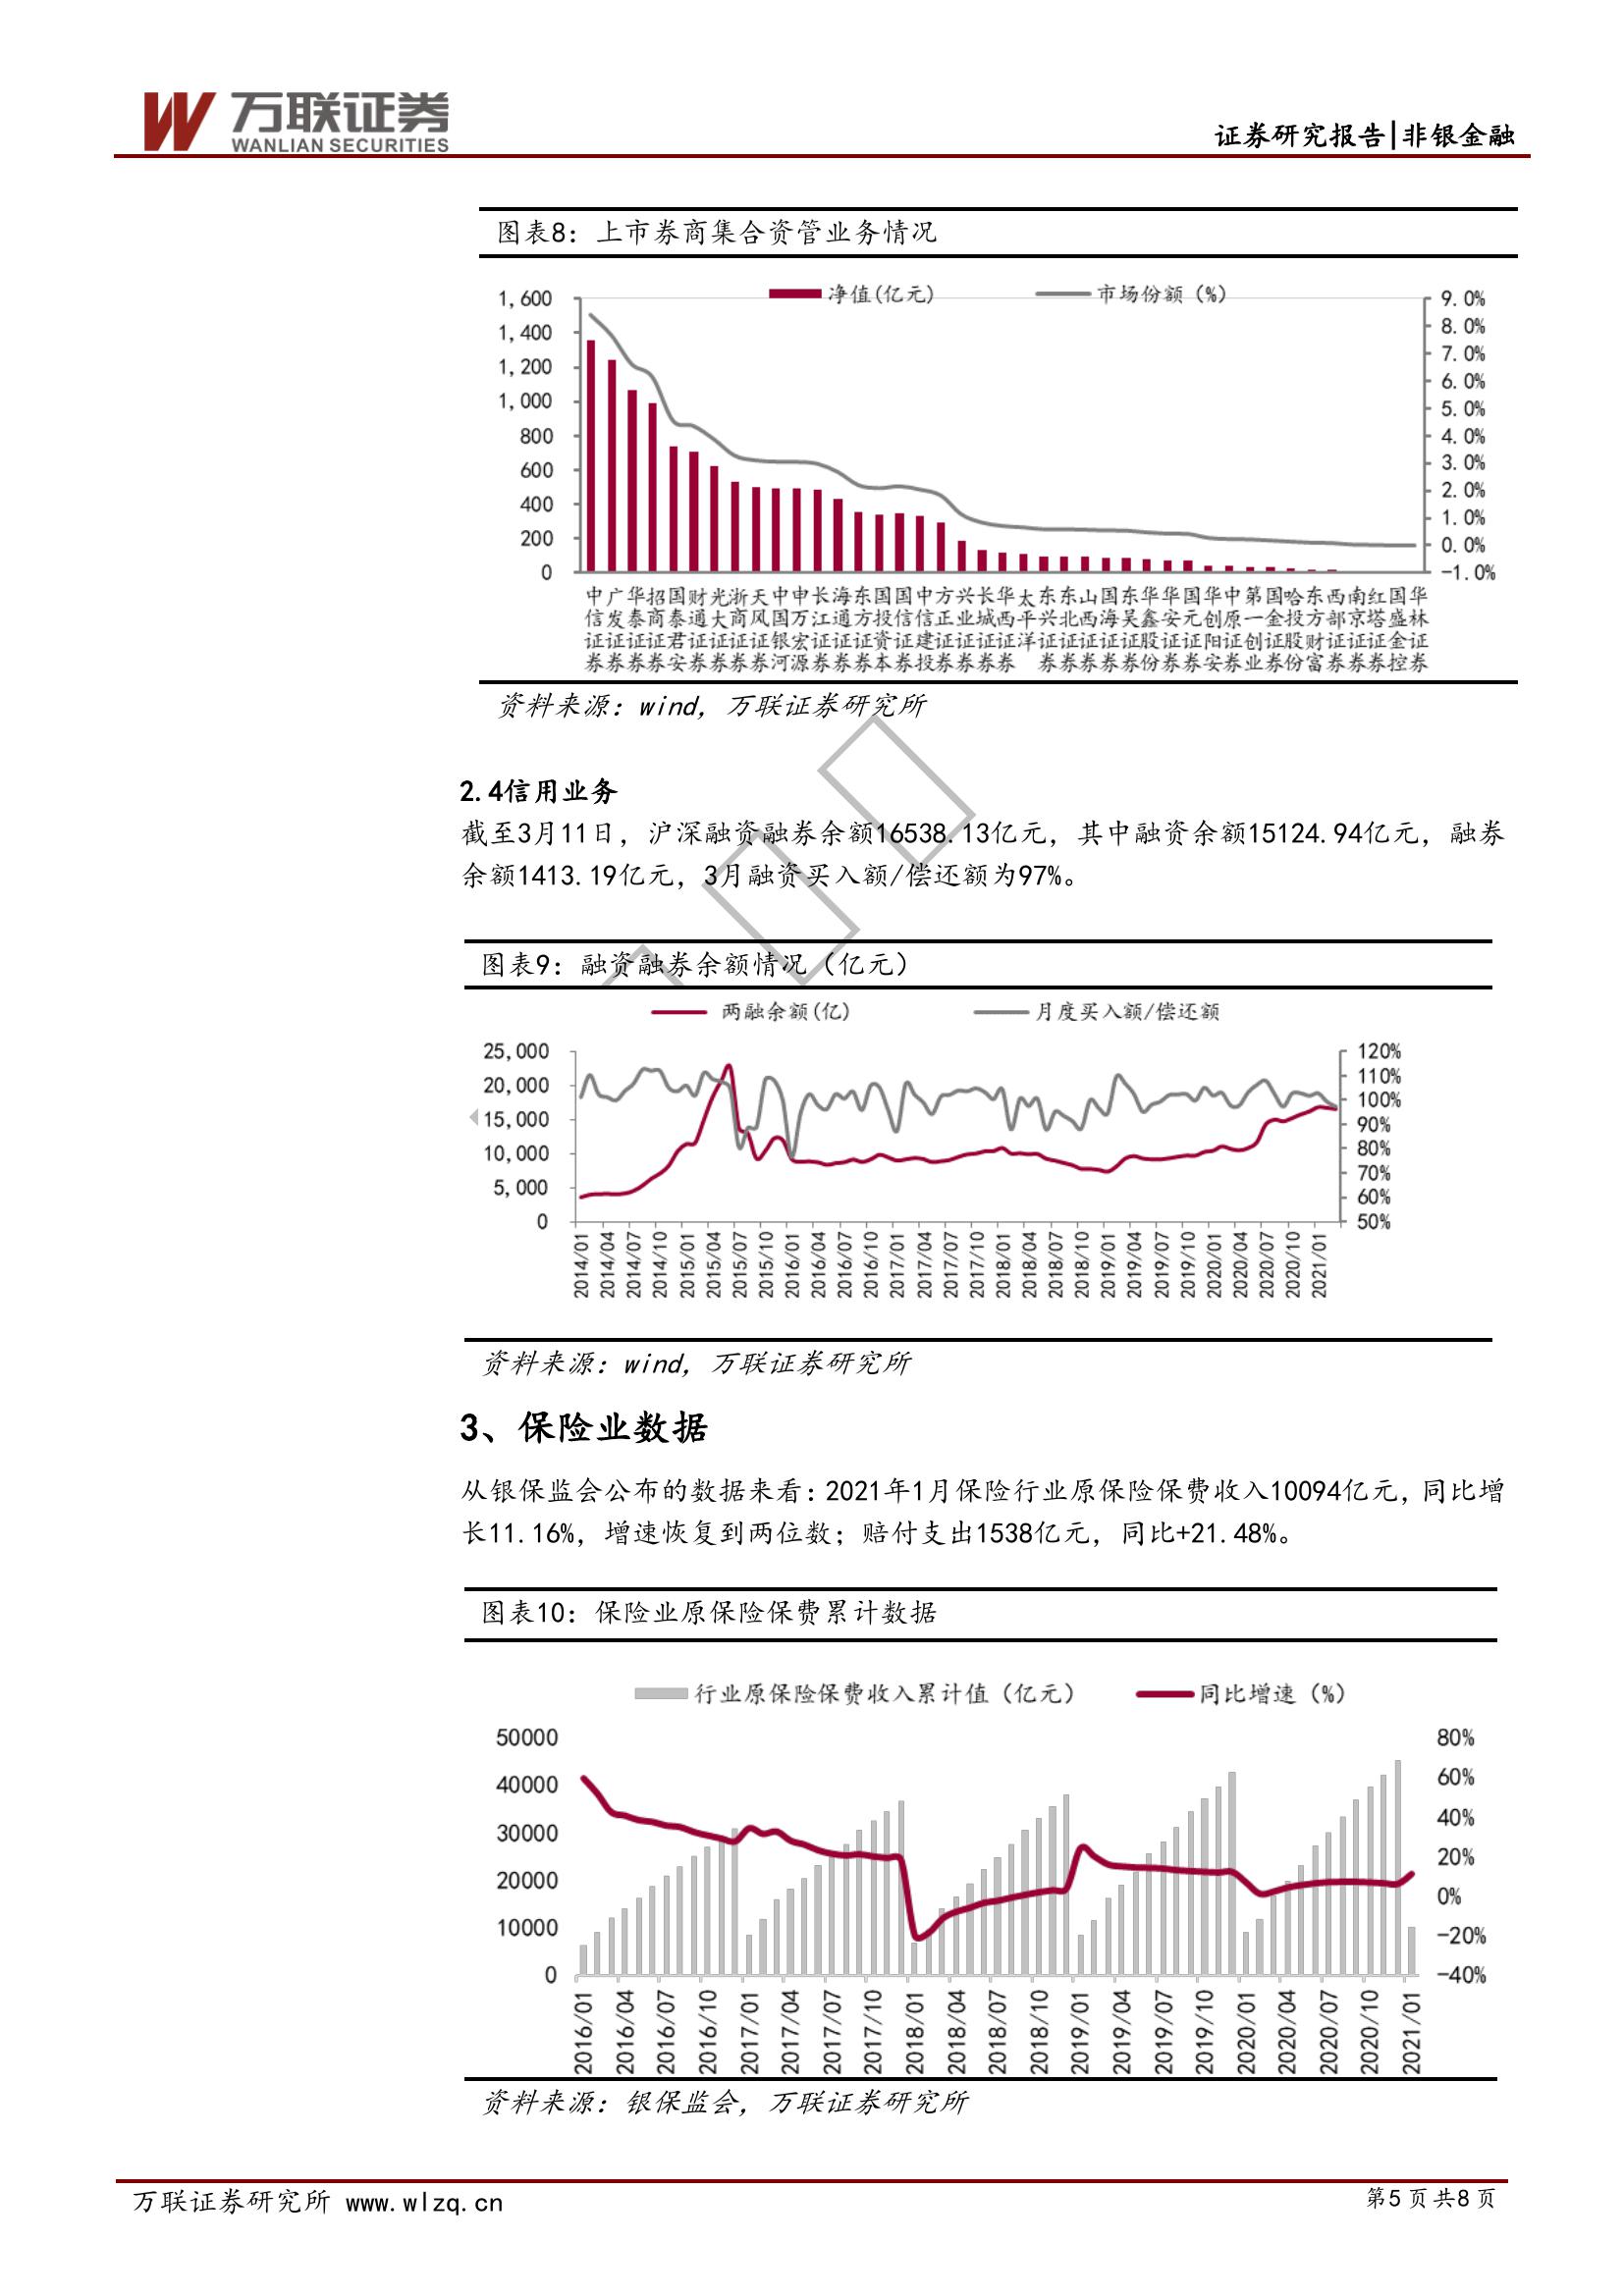 万联证券
WANLIAN SECURITIES
证券研究报告|非银金融
图表8：上市券商集合资管业务情况
净值(亿元) 市场份额（%）
1,600
1,400
1,200
1,000
800
600
400
200
0
9.0%
8.0%
7.0%
6.0%
5.0%
4.0%
3.0%
2.0%
1.0%
0.0%
-1.0%
中广华招国财光浙天中申长海东国国中方兴长华太东东山国东华华国华中第国哈东西南红国华
信发泰商泰通大商风国万江通方投信信正业城西平兴北西海吴鑫安元创原一金投方部京塔盛林
证证证证君证证证证银宏证证证资证建证证证证洋证证证证证股证证阳证创证股财证证证金证
券券券券安券券券券河源券券券本券投券券券券 券券券券券份券券安券业券份富券券券控券
资料来源：wind，万联证券研究所
2.4信用业务
截至3月11日，沪深融资融券余额16538.13亿元，其中融资余额15124.94亿元，融券
余额1413.19亿元，3月融资买入额/偿还额为97%。
图表9：融资融券余额情况（亿元）
两融余额(亿) 月度买入额/偿还额
25,000
20,000
15,000
10,000
5,000
0
120%
110%
100%
90%
80%
70%
60%
50%
2014/01 2014/04 2014/07 2014/10 2015/01 2015/04 2015/07 2015/10 2016/01 2016/04 2016/07 2016/10 2017/01 2017/04 2017/07 2017/10 2018/01 2018/04 2018/07 2018/10 2019/01 2019/04 2019/07 2019/10 2020/01 2020/04 2020/07 2020/10 2021/01
资料来源：wind，万联证券研究所
3、保险业数据
从银保监会公布的数据来看：2021年1月保险行业原保险保费收入10094亿元，同比增
长11.16%，增速恢复到两位数；赔付支出1538亿元，同比+21.48%。
图表10：保险业原保险保费累计数据
行业原保险保费收入累计值（亿元） 同比增速（%）
50000
40000
30000
20000
10000
0
80%
60%
40%
20%
0%
-20%
-40%
2016/01 2016/04 2016/07 2016/10 2017/01 2017/04 2017/07 2017/10 2018/01 2018/04 2018/07 2018/10 2019/01 2019/04 2019/07 2019/10 2020/01 2020/04 2020/07 2020/10 2021/01
资料来源：银保监会，万联证券研究所
万联证券研究所 www.wlzq.cn
第5页共8页